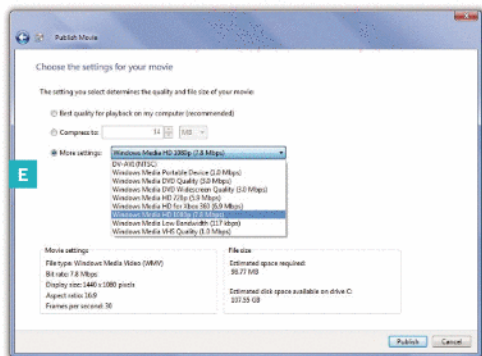 Publish Movie
Choose the settings for your movie
The setting you select determines the quality and file size of your movie:
Best quality for playback on my computer (recommended)
Compress to: 14 MB
More settings: Windows Media HD 1080p (7.8 Mbps)
E
DV-AVI (NTSC)
Windows Media Portable Device (1.0 Mbps)
Windows Media DVD Quality (3.0 Mbps)
Windows Media DVD Widescreen Quality (3.0 Mbps)
Windows Media HD 720p (5.9 Mbps)
Windows Media HD for Xbox 360 (6.9 Mbps)
Windows Media HD 1080p (7.8 Mbps)
Windows Media Low Bandwidth (117 kbps)
Windows Media VHS Quality (1.0 Mbps)
Movie settings
File type: Windows Media Video (WMV)
Bit rate: 7.8 Mbps
Display size: 1440 x 1080 pixels
Aspect ratio: 16:9
Frames per second: 30
File size
Estimated space required:
98.77 MB
Estimated disk space available on drive C:
107.55 GB
Publish Cancel